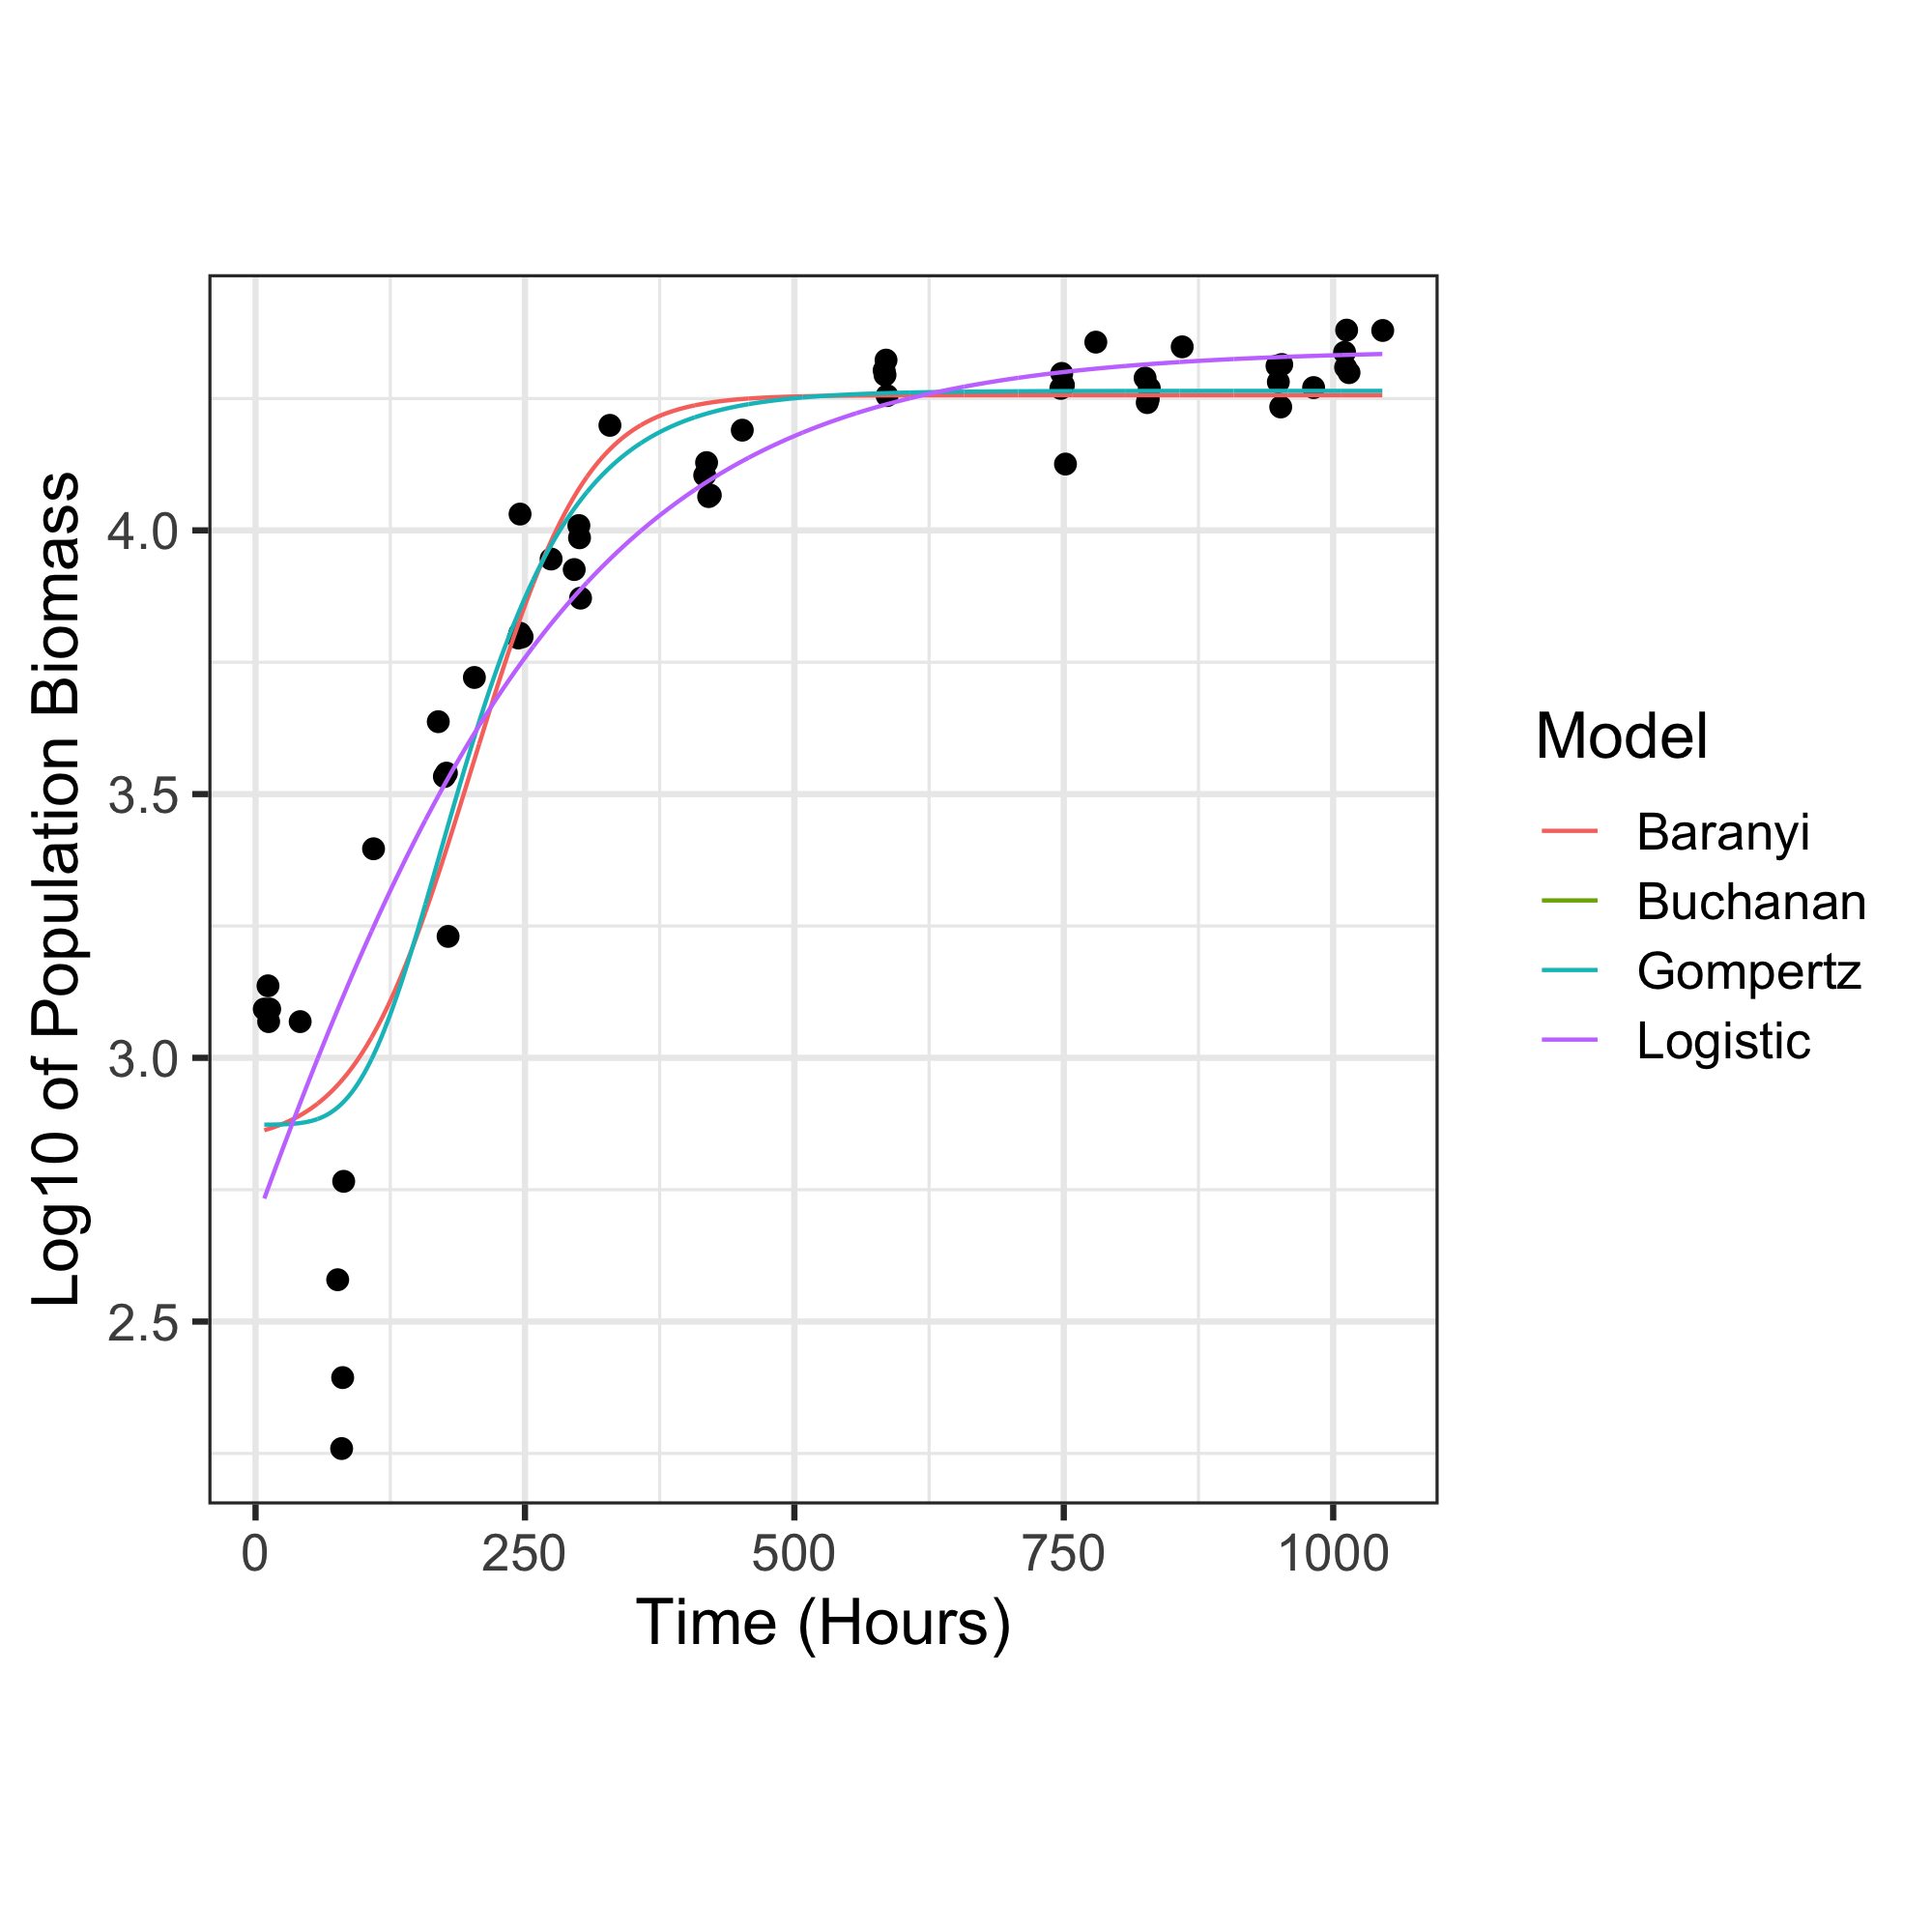 Log10 of Population Biomass
4.0
3.5
3.0
2.5
0 250 500 750 1000
Time (Hours)
Model
Baranyi
Buchanan
Gompertz
Logistic